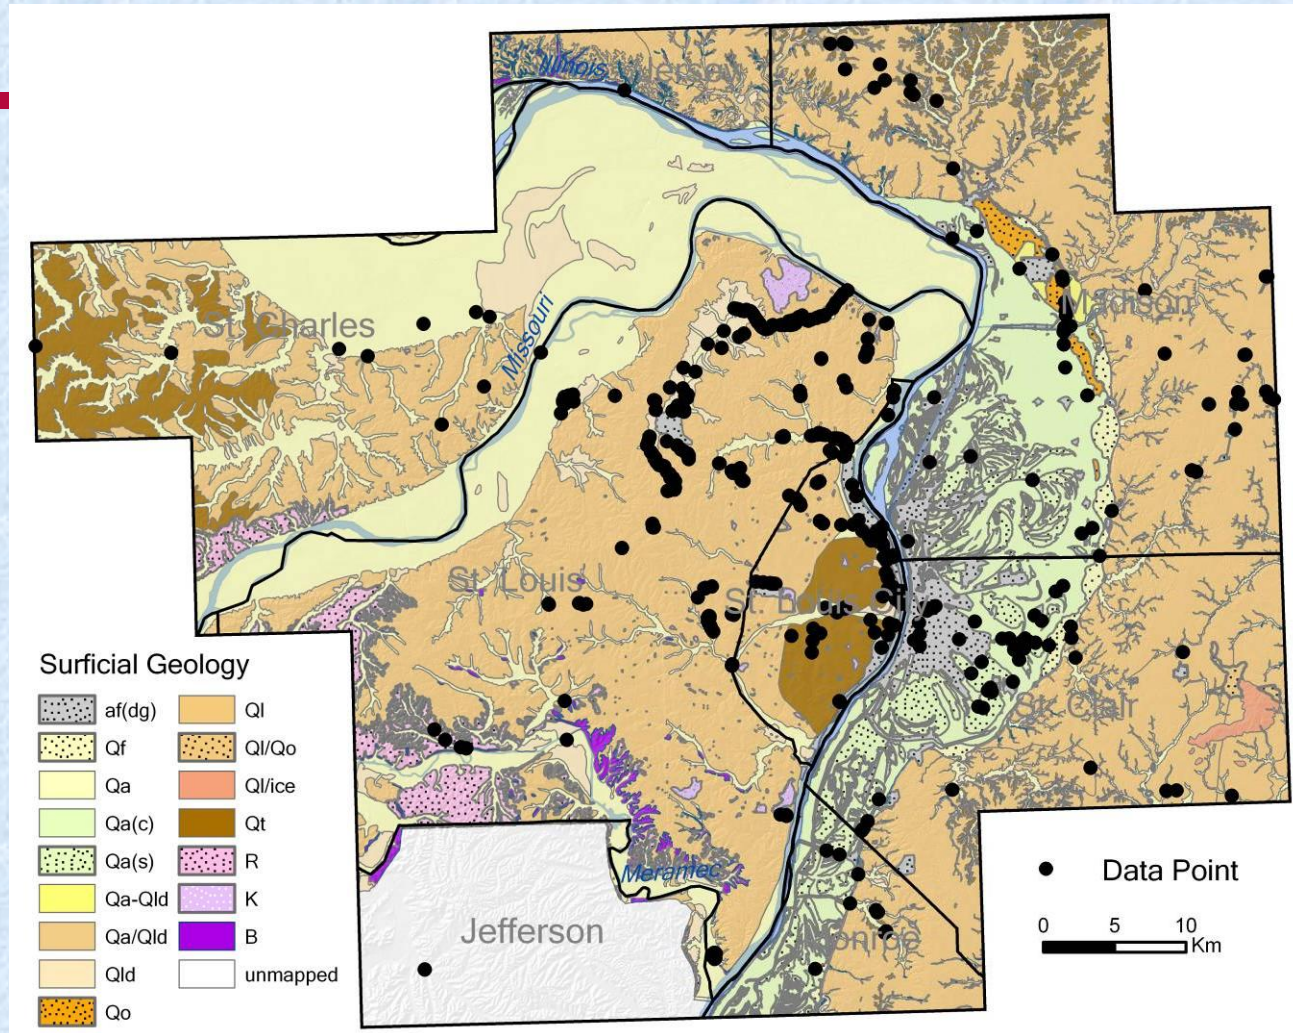 Illinois
Jersey
Madison
St. Charles
Missouri
St. Louis
St. Louis City
St. Clair
Meramec
Jefferson
Monroe
Surficial Geology
af(dg)
Qf
Qa
Qa(c)
Qa(s)
Qa-Qld
Qa/Qld
Qld
Qo
Ql
Ql/Qo
Ql/ice
Qt
R
K
B
unmapped
Data Point
0 5 10
Km